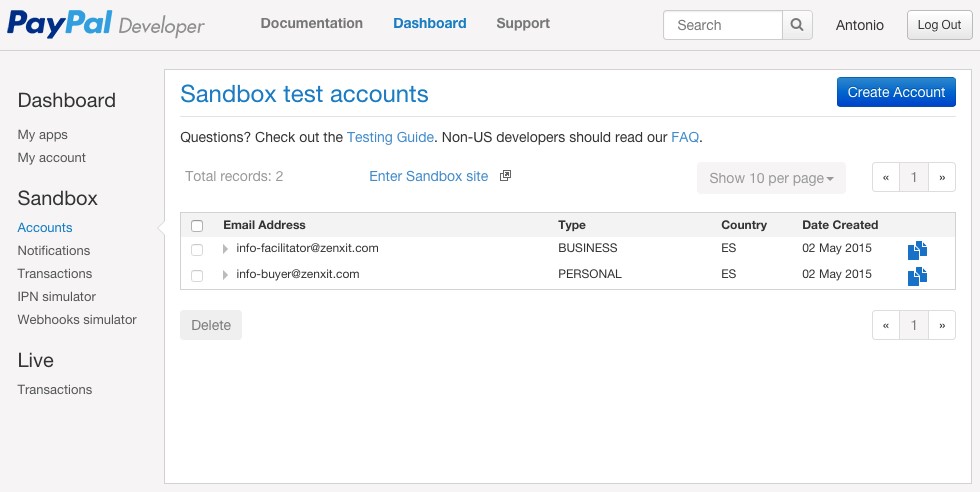 PayPal Developer Documentation Dashboard Support Search Antonio Log Out
Dashboard
My apps
My account
Sandbox
Accounts
Notifications
Transactions
IPN simulator
Webhooks simulator
Live
Transactions
Sandbox test accounts Create Account
Questions? Check out the Testing Guide. Non-US developers should read our FAQ.
Total records: 2 Enter Sandbox site Show 10 per page « 1 »
Email Address Type Country Date Created
info-facilitator@zenxit.com BUSINESS ES 02 May 2015
info-buyer@zenxit.com PERSONAL ES 02 May 2015
Delete « 1 »